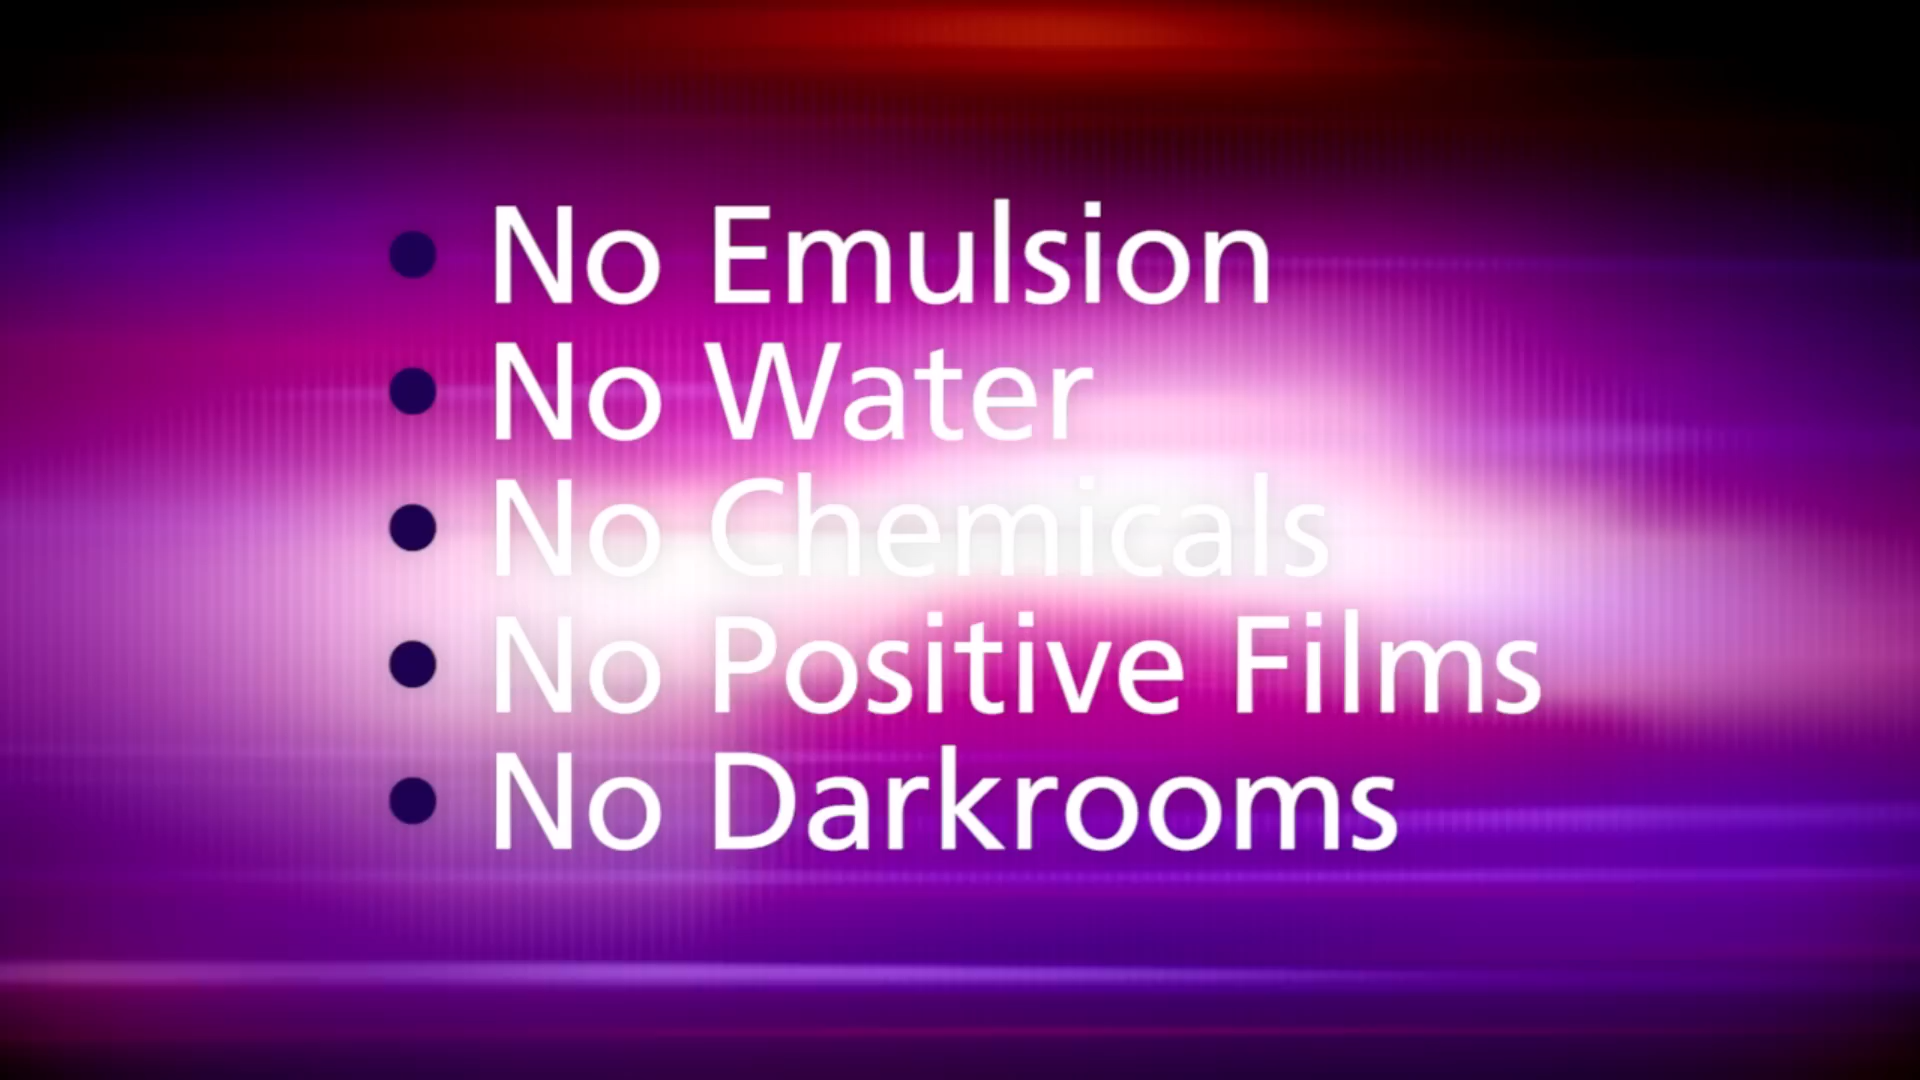 • No Emulsion
• No Water
• No Chemicals
• No Positive Films
• No Darkrooms